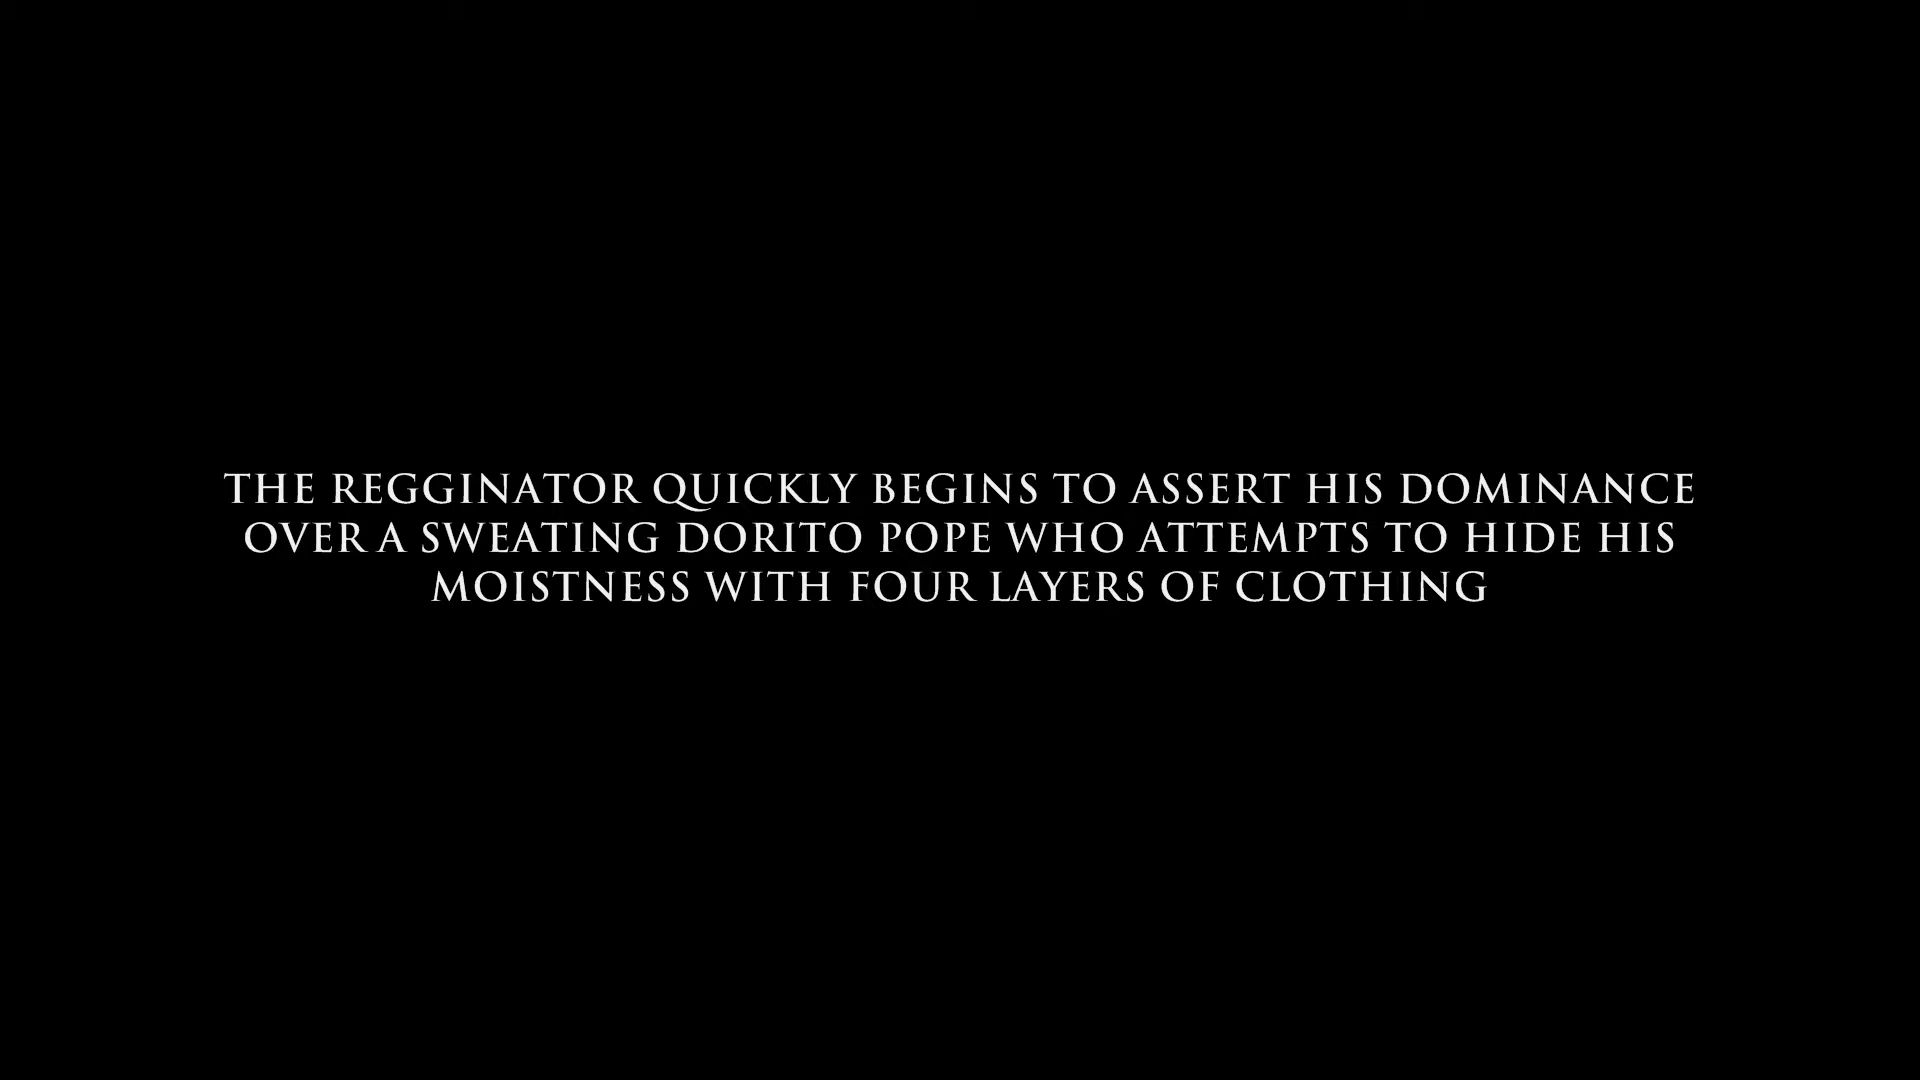 THE REGGINATOR QUICKLY BEGINS TO ASSERT HIS DOMINANCE
OVER A SWEATING DORITO POPE WHO ATTEMPTS TO HIDE HIS
MOISTNESS WITH FOUR LAYERS OF CLOTHING